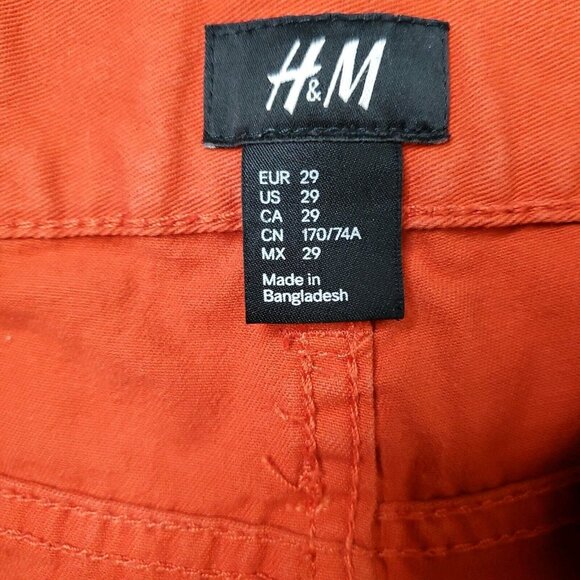 H&M
EUR 29
US 29
CA 29
CN 170/74A
MX 29
Made in
Bangladesh